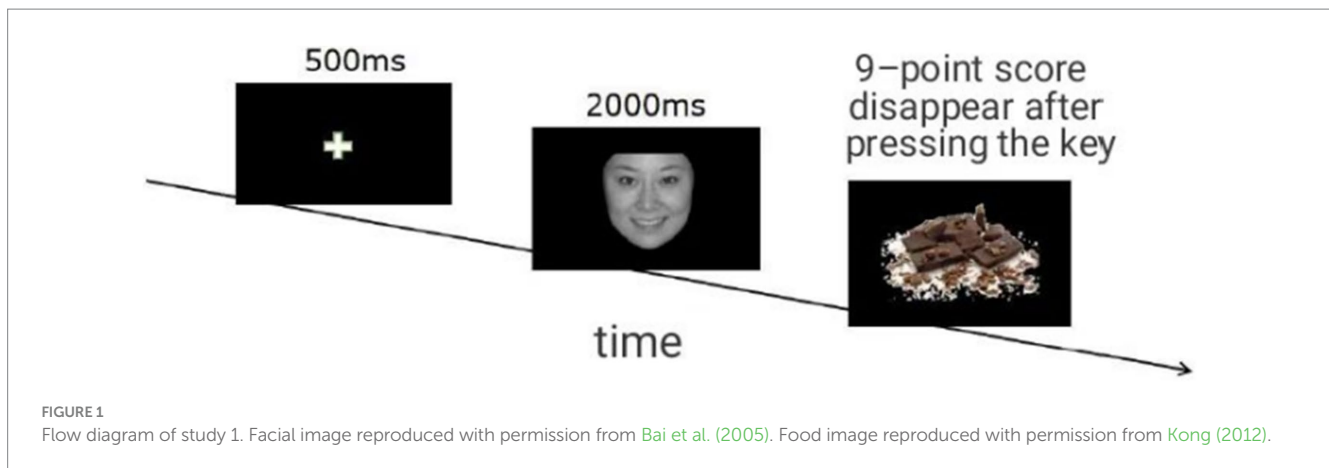 500ms
2000ms
9–point score
disappear after
pressing the key
time
FIGURE 1
Flow diagram of study 1. Facial image reproduced with permission from Bai et al. (2005). Food image reproduced with permission from Kong (2012).